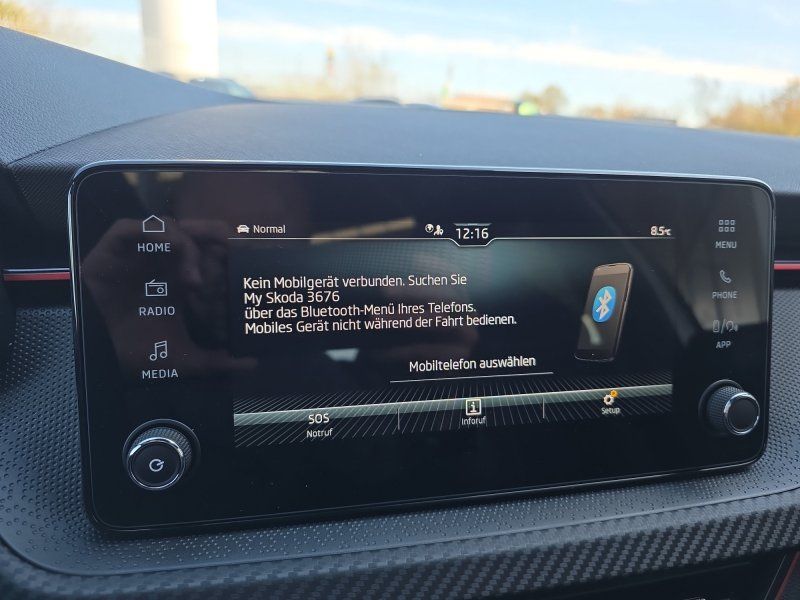 Normal
12:16
8.5°C
HOME
RADIO
MEDIA
MENU
PHONE
APP
Kein Mobilgerät verbunden. Suchen Sie
My Skoda 3676
über das Bluetooth-Menü Ihres Telefons.
Mobiles Gerät nicht während der Fahrt bedienen.
Mobiltelefon auswählen
SOS
Notruf
i
Inforuf
Setup